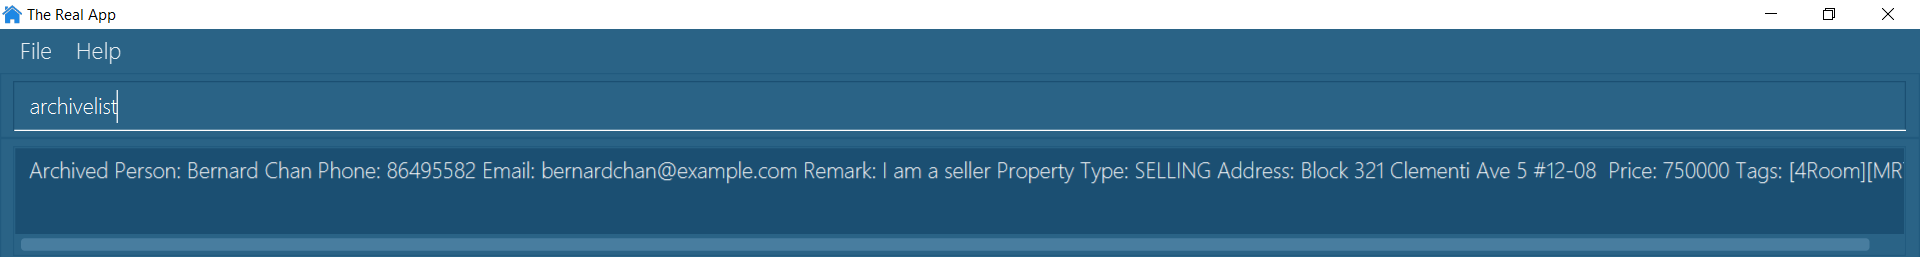 The Real App
File Help
archivelist
Archived Person: Bernard Chan Phone: 86495582 Email: bernardchan@example.com Remark: I am a seller Property Type: SELLING Address: Block 321 Clementi Ave 5 #12-08 Price: 750000 Tags: [4Room][MR